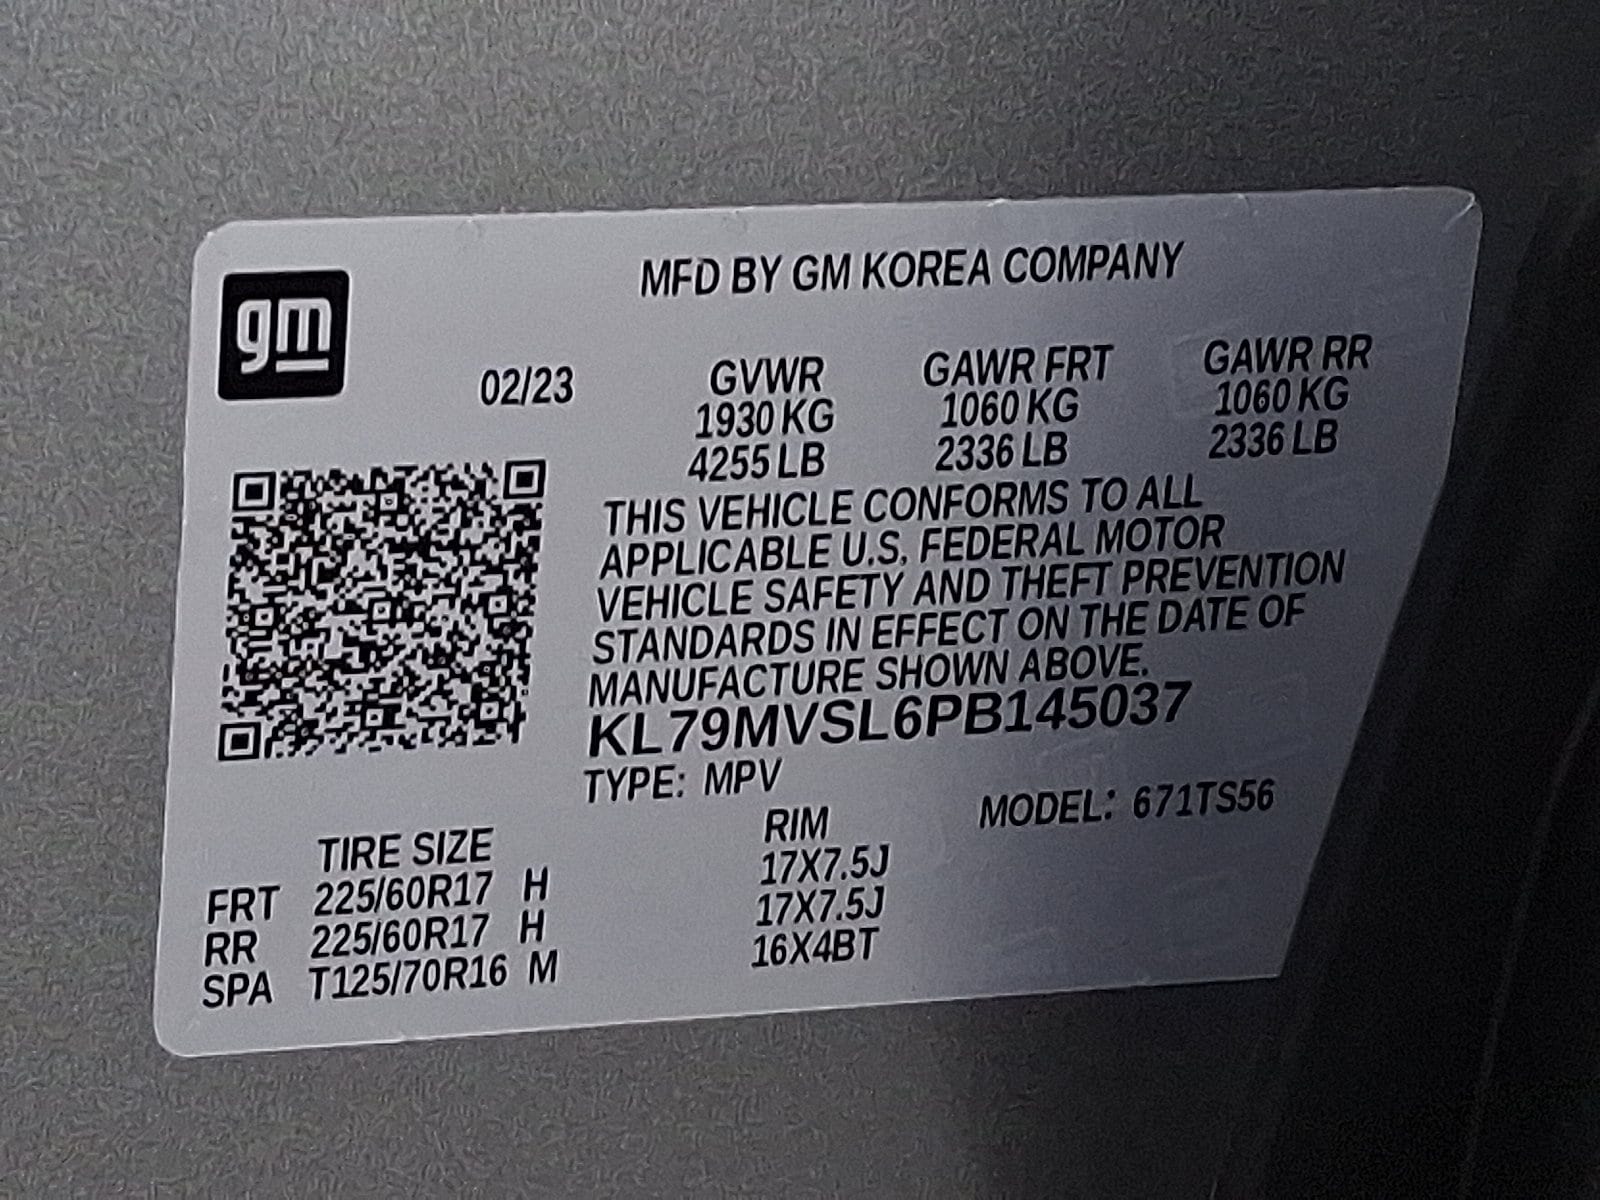 gm
MFD BY GM KOREA COMPANY
02/23
GVWR GAWR FRT GAWR RR
1930 KG 1060 KG 1060 KG
4255 LB 2336 LB 2336 LB
THIS VEHICLE CONFORMS TO ALL
APPLICABLE U.S. FEDERAL MOTOR
VEHICLE SAFETY AND THEFT PREVENTION
STANDARDS IN EFFECT ON THE DATE OF
MANUFACTURE SHOWN ABOVE.
KL79MVSL6PB145037
TYPE: MPV MODEL: 671TS56
TIRE SIZE RIM
FRT 225/60R17 H 17X7.5J
RR 225/60R17 H 17X7.5J
SPA T125/70R16 M 16X4BT